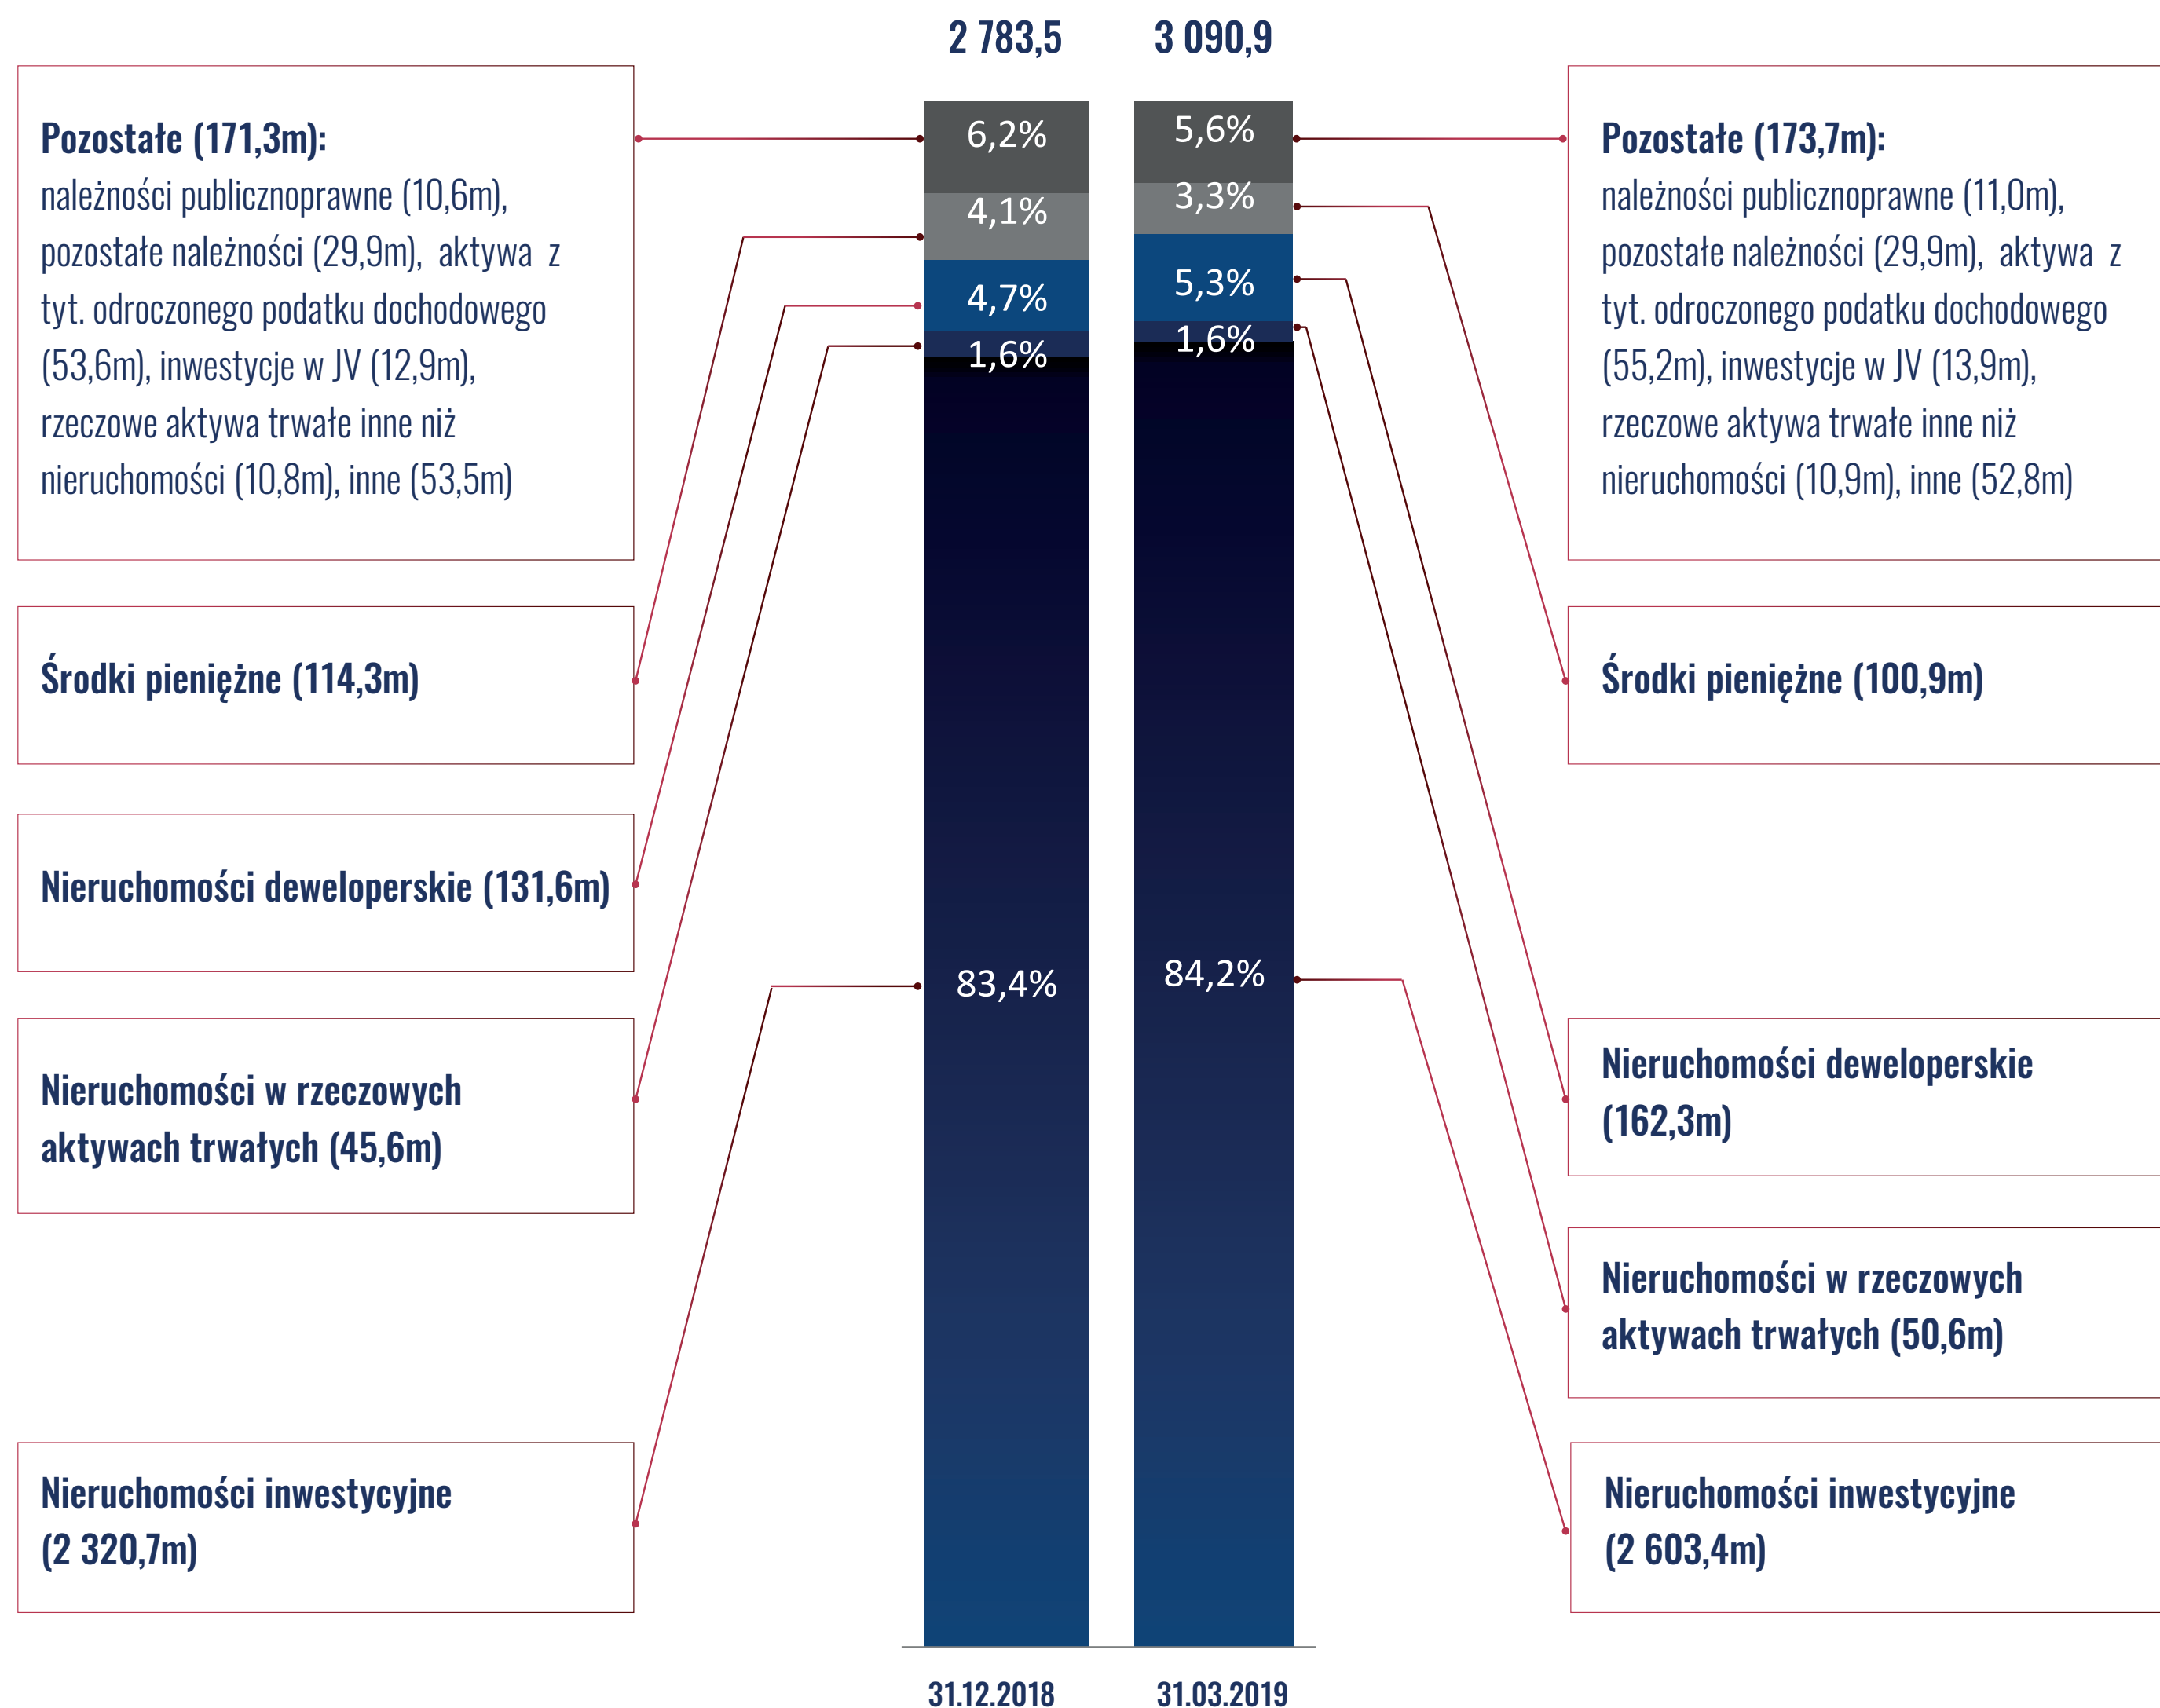 2 783,5
3 090,9
Pozostałe (171,3m):
należności publicznoprawne (10,6m),
pozostałe należności (29,9m), aktywa z
tyt. odroczonego podatku dochodowego
(53,6m), inwestycje w JV (12,9m),
rzeczowe aktywa trwałe inne niż
nieruchomości (10,8m), inne (53,5m)
Środki pieniężne (114,3m)
Nieruchomości deweloperskie (131,6m)
Nieruchomości w rzeczowych
aktywach trwałych (45,6m)
Nieruchomości inwestycyjne
(2 320,7m)
6,2%
4,1%
4,7%
1,6%
83,4%
5,6%
3,3%
5,3%
1,6%
84,2%
Pozostałe (173,7m):
należności publicznoprawne (11,0m),
pozostałe należności (29,9m), aktywa z
tyt. odroczonego podatku dochodowego
(55,2m), inwestycje w JV (13,9m),
rzeczowe aktywa trwałe inne niż
nieruchomości (10,9m), inne (52,8m)
Środki pieniężne (100,9m)
Nieruchomości deweloperskie
(162,3m)
Nieruchomości w rzeczowych
aktywach trwałych (50,6m)
Nieruchomości inwestycyjne
(2 603,4m)
31.12.2018
31.03.2019